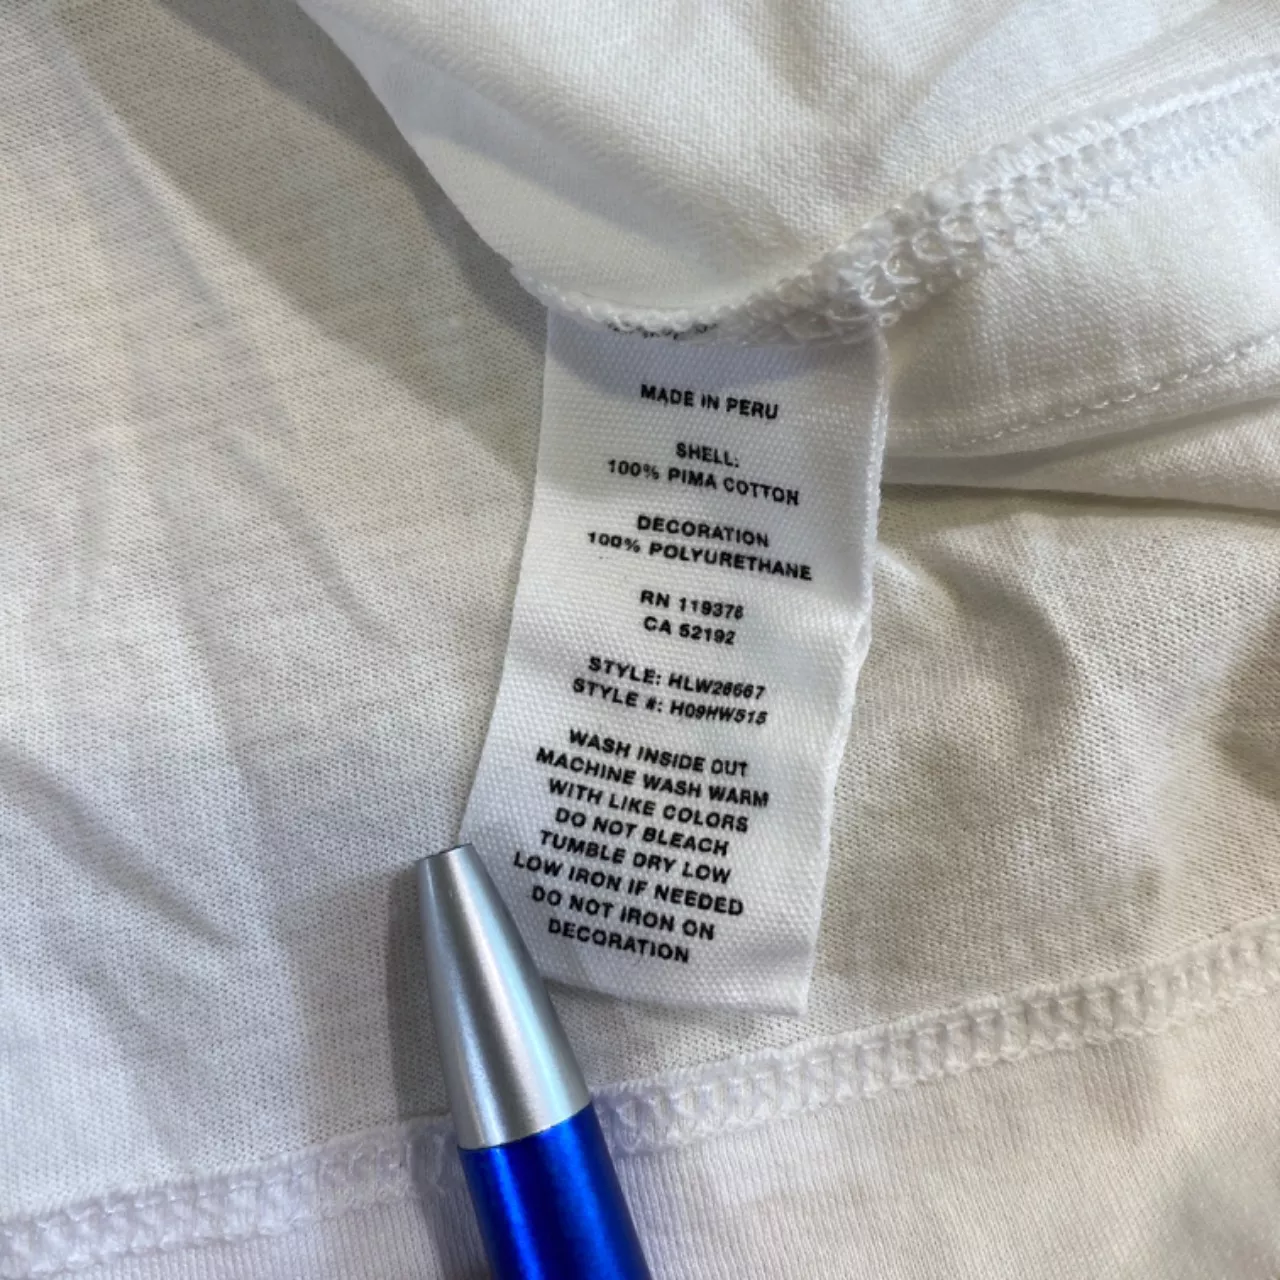 MADE IN PERU
SHELL:
100% PIMA COTTON
DECORATION
100% POLYURETHANE
RN 119376
CA 52192
STYLE: HLW26667
STYLE #: H09HW515
WASH INSIDE OUT
MACHINE WASH WARM
WITH LIKE COLORS
DO NOT BLEACH
TUMBLE DRY LOW
LOW IRON IF NEEDED
DO NOT IRON ON
DECORATION